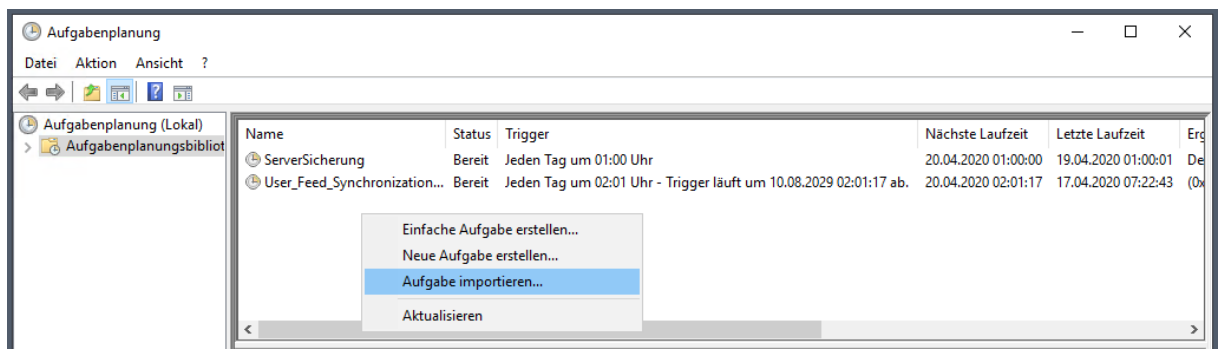 Aufgabenplanung
Datei Aktion Ansicht ?
Aufgabenplanung (Lokal)
Aufgabenplanungsbibliot
Name Status Trigger Nächste Laufzeit Letzte Laufzeit Erg
ServerSicherung Bereit Jeden Tag um 01:00 Uhr 20.04.2020 01:00:00 19.04.2020 01:00:01 De
User_Feed_Synchronization... Bereit Jeden Tag um 02:01 Uhr - Trigger läuft um 10.08.2029 02:01:17 ab. 20.04.2020 02:01:17 17.04.2020 07:22:43 (0x
Einfache Aufgabe erstellen...
Neue Aufgabe erstellen...
Aufgabe importieren...
Aktualisieren